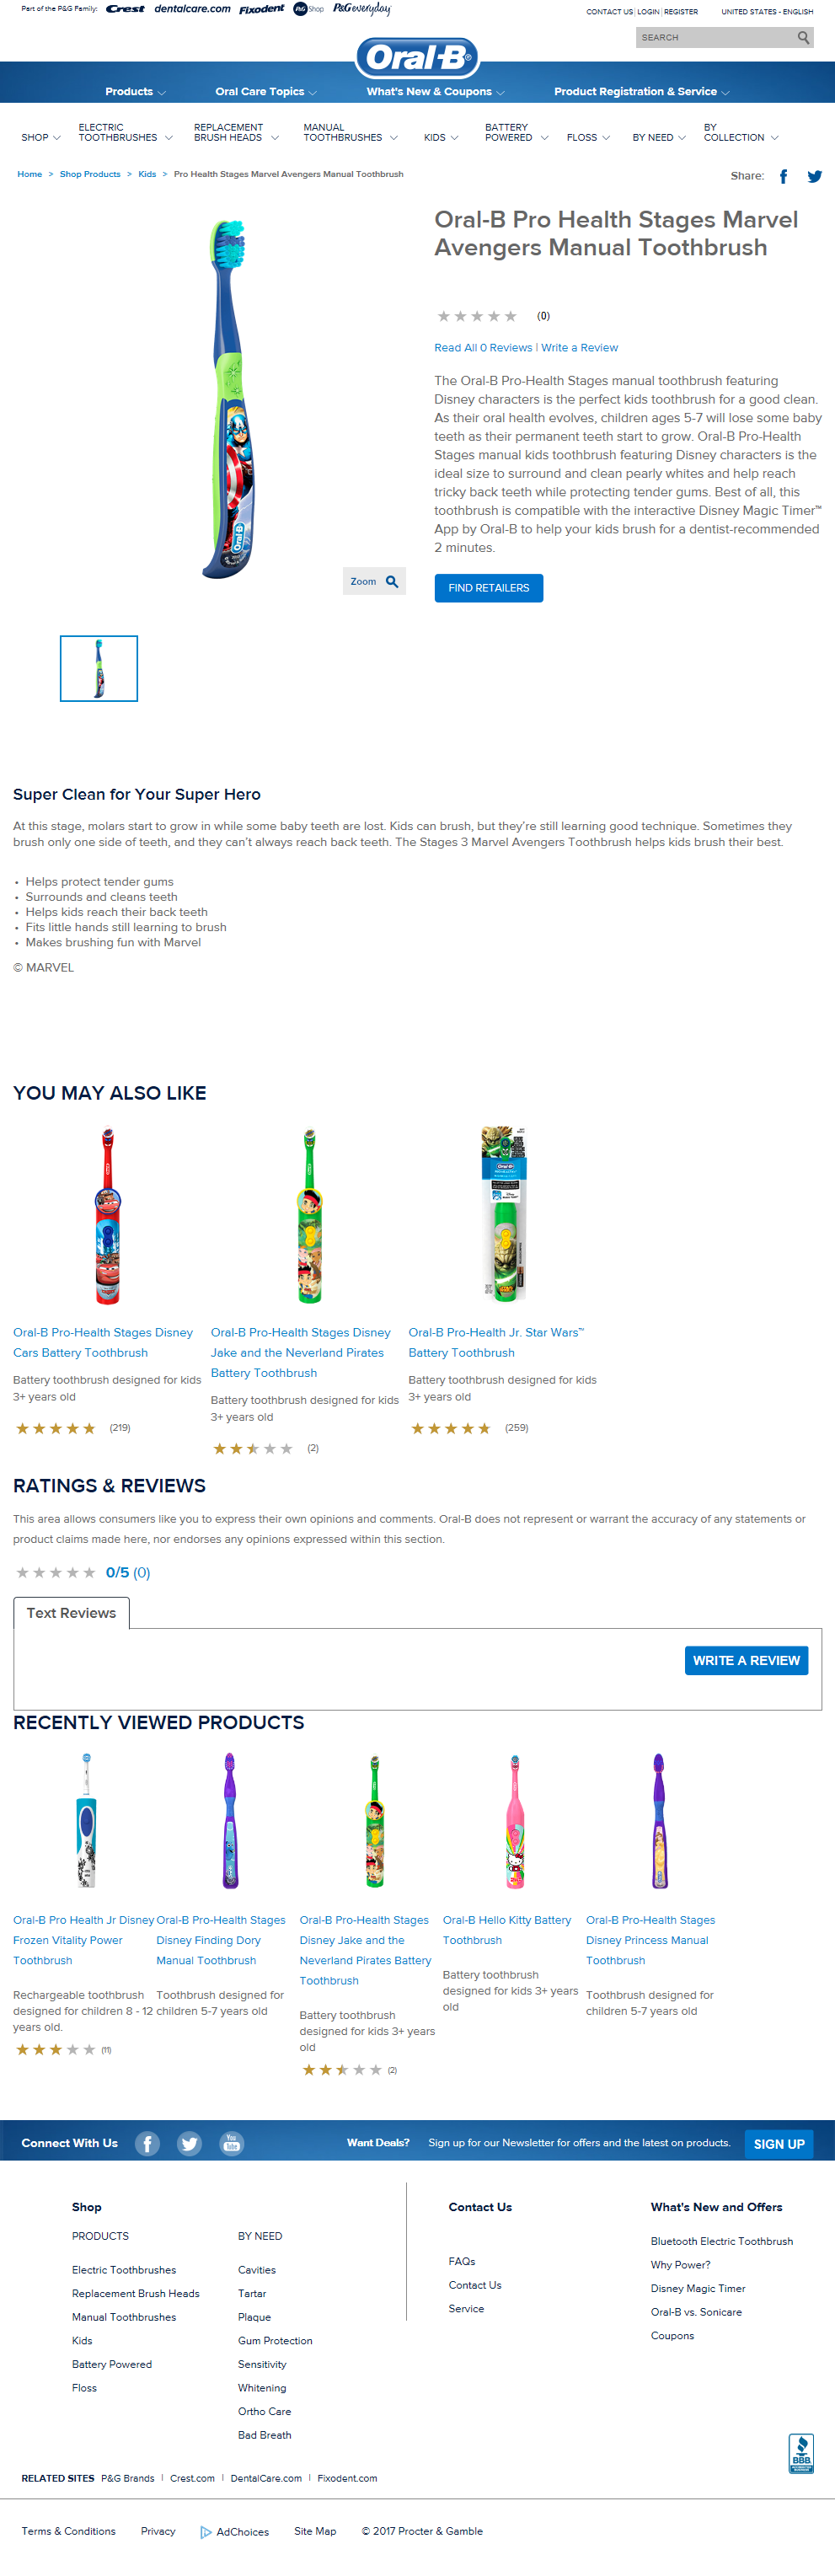 Part of the P&G Family: Crest dentalcare.com Fixodent P&G Shop P&G everyday
CONTACT US | LOGIN | REGISTER UNITED STATES - ENGLISH
SEARCH
Oral-B®
Products Oral Care Topics What's New & Coupons Product Registration & Service
SHOP ELECTRIC TOOTHBRUSHES REPLACEMENT BRUSH HEADS MANUAL TOOTHBRUSHES KIDS BATTERY POWERED FLOSS BY NEED BY COLLECTION
Home > Shop Products > Kids > Pro Health Stages Marvel Avengers Manual Toothbrush
Share:
Oral-B Pro Health Stages Marvel
Avengers Manual Toothbrush
(0)
Read All 0 Reviews | Write a Review
The Oral-B Pro-Health Stages manual toothbrush featuring
Disney characters is the perfect kids toothbrush for a good clean.
As their oral health evolves, children ages 5-7 will lose some baby
teeth as their permanent teeth start to grow. Oral-B Pro-Health
Stages manual kids toothbrush featuring Disney characters is the
ideal size to surround and clean pearly whites and help reach
tricky back teeth while protecting tender gums. Best of all, this
toothbrush is compatible with the interactive Disney Magic Timer™
App by Oral-B to help your kids brush for a dentist-recommended
2 minutes.
Oral-B
Zoom
FIND RETAILERS
Super Clean for Your Super Hero
At this stage, molars start to grow in while some baby teeth are lost. Kids can brush, but they're still learning good technique. Sometimes they
brush only one side of teeth, and they can't always reach back teeth. The Stages 3 Marvel Avengers Toothbrush helps kids brush their best.
• Helps protect tender gums
• Surrounds and cleans teeth
• Helps kids reach their back teeth
• Fits little hands still learning to brush
• Makes brushing fun with Marvel
© MARVEL
YOU MAY ALSO LIKE
Oral-B
Oral-B Pro-Health Stages Disney
Cars Battery Toothbrush
Battery toothbrush designed for kids
3+ years old
(219)
Oral-B Pro-Health Stages Disney
Jake and the Neverland Pirates
Battery Toothbrush
Battery toothbrush designed for kids
3+ years old
(2)
Oral-B Pro-Health Jr. Star Wars™
Battery Toothbrush
Battery toothbrush designed for kids
3+ years old
(259)
RATINGS & REVIEWS
This area allows consumers like you to express their own opinions and comments. Oral-B does not represent or warrant the accuracy of any statements or
product claims made here, nor endorses any opinions expressed within this section.
0/5 (0)
Text Reviews
WRITE A REVIEW
RECENTLY VIEWED PRODUCTS
Oral-B Pro Health Jr Disney
Frozen Vitality Power
Toothbrush
Rechargeable toothbrush
designed for children 8 - 12
years old.
(11)
Oral-B Pro-Health Stages
Disney Finding Dory
Manual Toothbrush
Toothbrush designed for
children 5-7 years old
Oral-B Pro-Health Stages
Disney Jake and the
Neverland Pirates Battery
Toothbrush
Battery toothbrush
designed for kids 3+ years
old
(2)
Oral-B Hello Kitty Battery
Toothbrush
Battery toothbrush
designed for kids 3+ years
old
Oral-B Pro-Health Stages
Disney Princess Manual
Toothbrush
Toothbrush designed for
children 5-7 years old
Connect With Us You Tube Want Deals? Sign up for our Newsletter for offers and the latest on products. SIGN UP
Shop
PRODUCTS
Electric Toothbrushes
Replacement Brush Heads
Manual Toothbrushes
Kids
Battery Powered
Floss
BY NEED
Cavities
Tartar
Plaque
Gum Protection
Sensitivity
Whitening
Ortho Care
Bad Breath
Contact Us
FAQs
Contact Us
Service
What's New and Offers
Bluetooth Electric Toothbrush
Why Power?
Disney Magic Timer
Oral-B vs. Sonicare
Coupons
BBB
RELATED SITES P&G Brands | Crest.com | DentalCare.com | Fixodent.com
Terms & Conditions Privacy AdChoices Site Map © 2017 Procter & Gamble